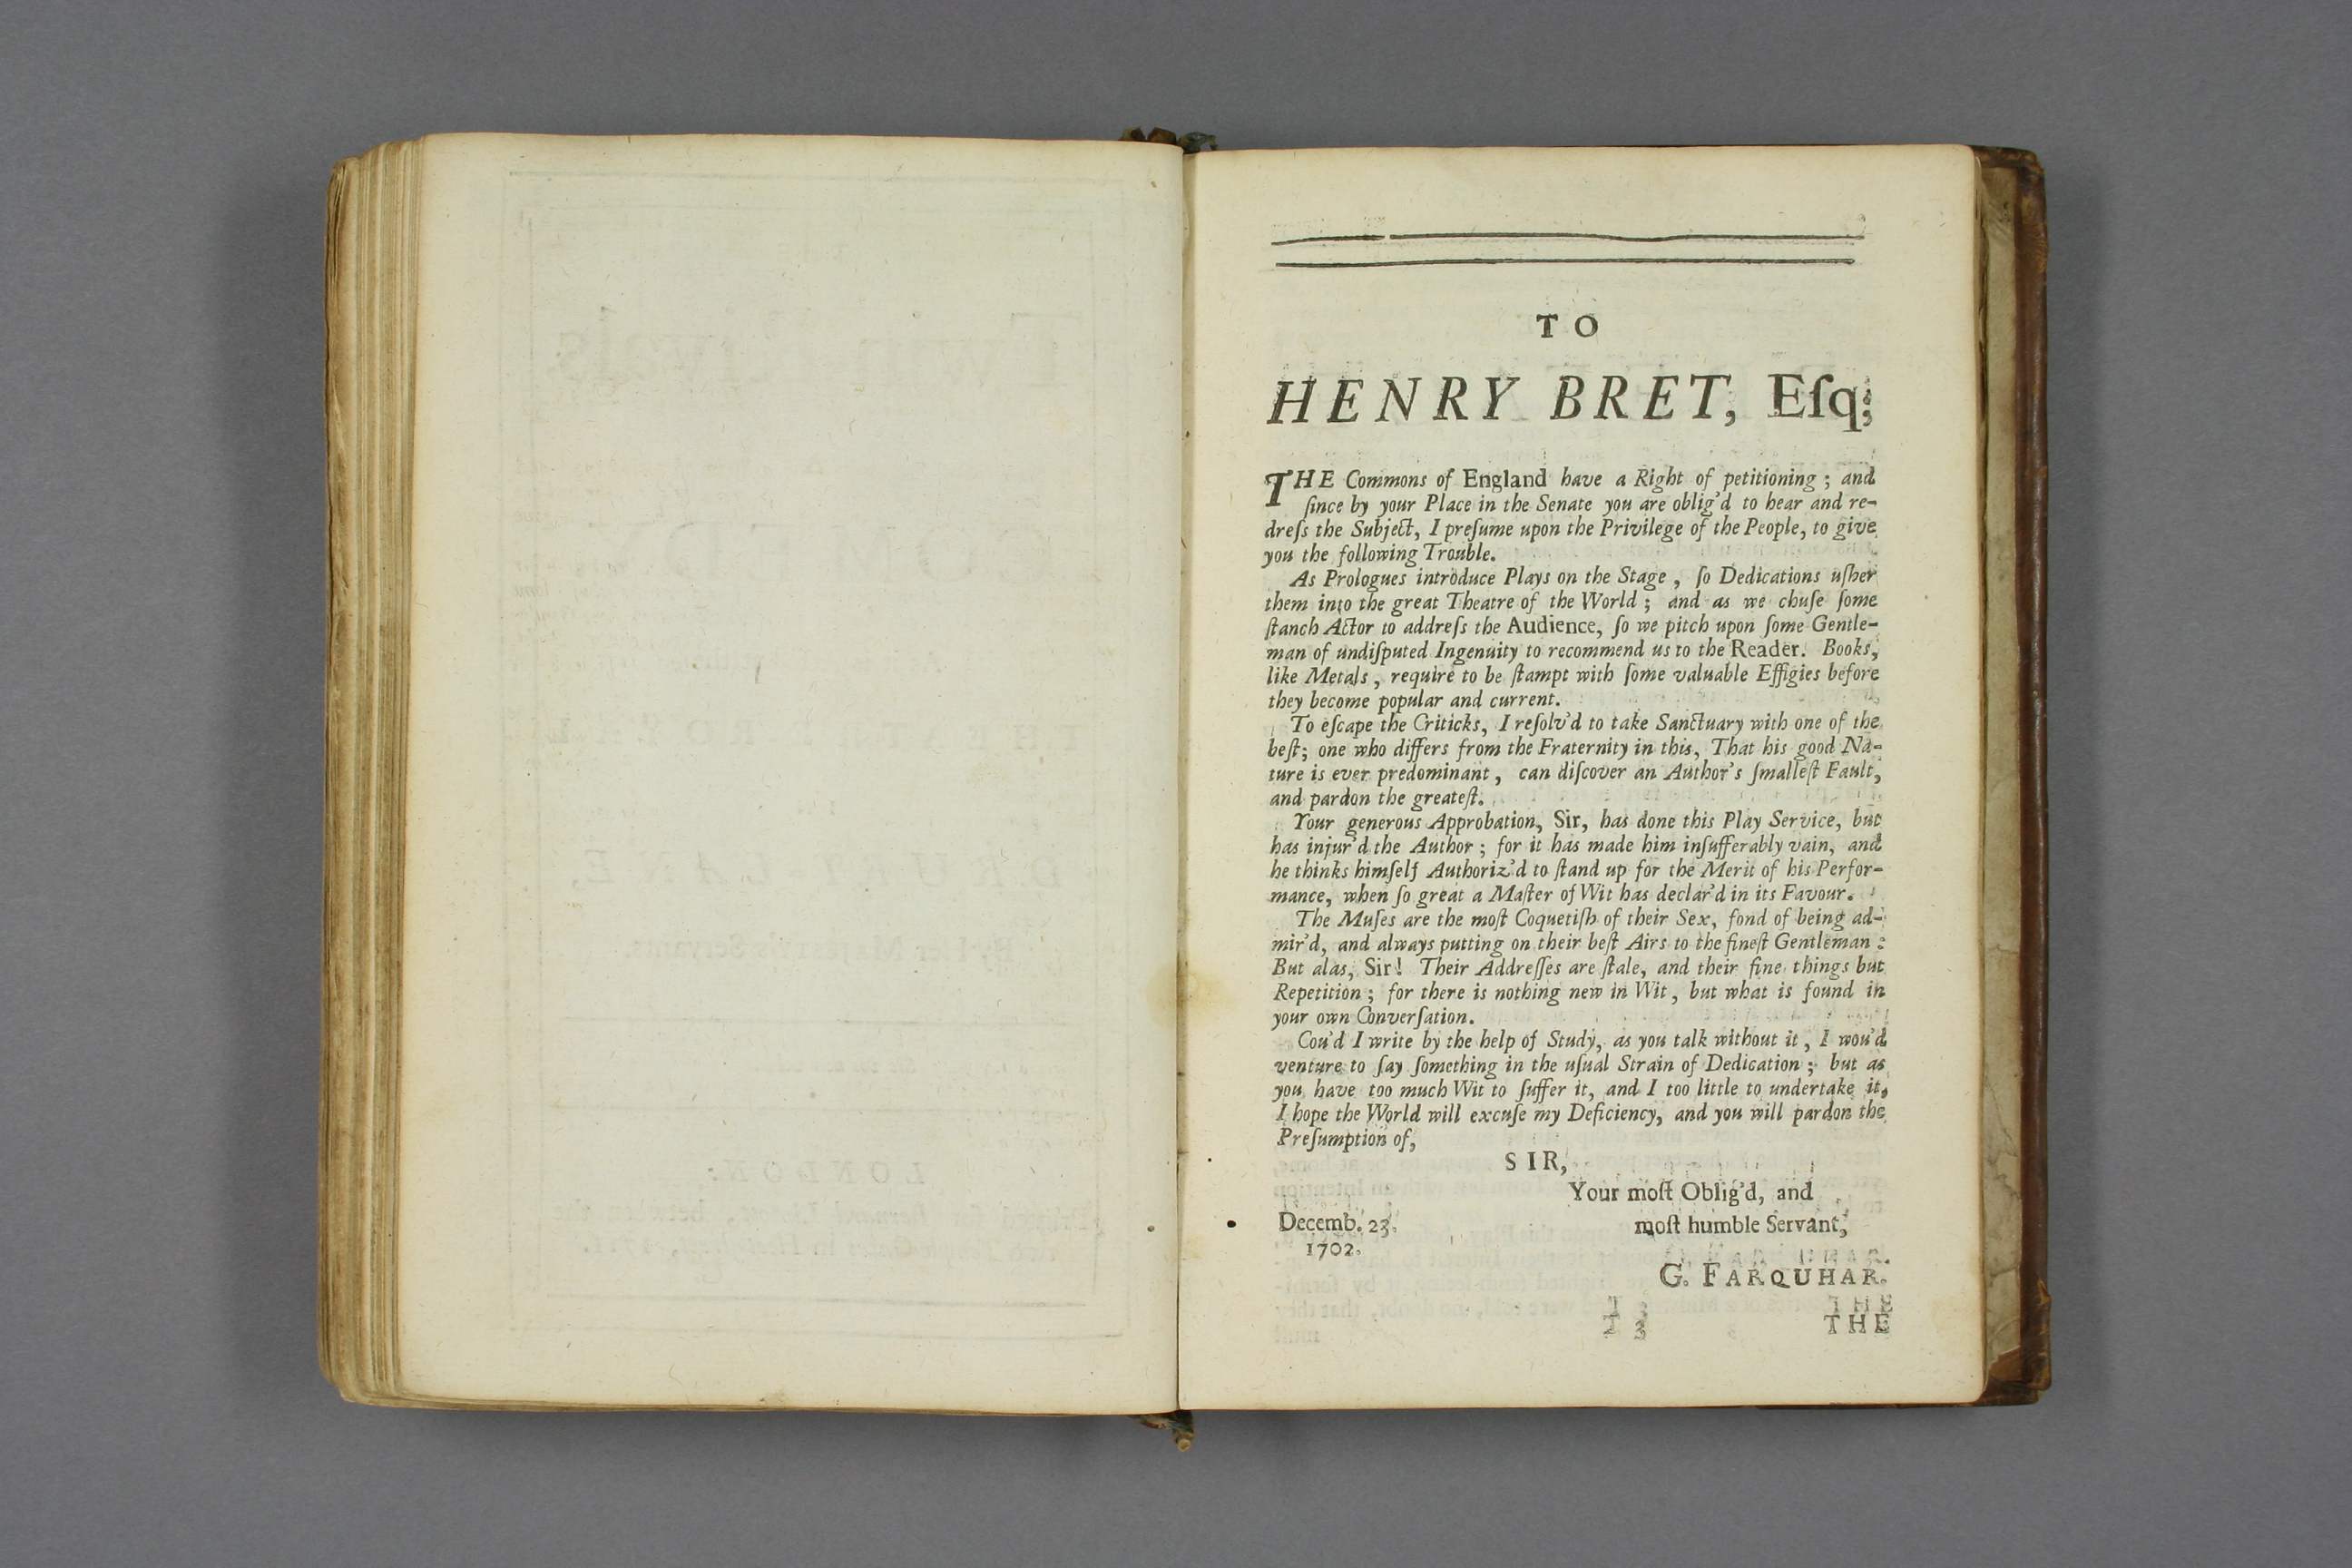 TO
HENRY BRET, Eſq;
THE Commons of England have a Right of petitioning ; and
ſince by your Place in the Senate you are oblig'd to hear and re-
dreſs the Subject, I preſume upon the Privilege of the People, to give
you the following Trouble.
As Prologues introduce Plays on the Stage , ſo Dedications uſher
them into the great Theatre of the World ; and as we chuſe ſome
ſtanch Actor to addreſs the Audience, ſo we pitch upon ſome Gentle-
man of undiſputed Ingenuity to recommend us to the Reader. Books,
like Metals , require to be ſtampt with ſome valuable Effigies before
they become popular and current.
To eſcape the Criticks, I reſolv'd to take Sanctuary with one of the
beſt; one who differs from the Fraternity in this, That his good Na-
ture is ever predominant , can diſcover an Author's ſmalleſt Fault,
and pardon the greateſt.
Your generous Approbation, Sir, has done this Play Service, but
has injur'd the Author ; for it has made him inſufferably vain, and
he thinks himſelf Authoriz'd to ſtand up for the Merit of his Perfor-
mance, when ſo great a Maſter of Wit has declar'd in its Favour.
The Muſes are the moſt Coquetiſh of their Sex, fond of being ad-
mir'd, and always putting on their beſt Airs to the fineſt Gentleman :
But alas, Sir! Their Addreſſes are ſtale, and their fine things but
Repetition ; for there is nothing new in Wit , but what is found in
your own Converſation.
Cou'd I write by the help of Study, as you talk without it , I wou'd
venture to ſay ſomething in the uſual Strain of Dedication ; but as
you have too much Wit to ſuffer it, and I too little to undertake it,
I hope the World will excuſe my Deficiency, and you will pardon the
Preſumption of,
SIR,
Your moſt Oblig'd, and
Decemb. 23. moſt humble Servant,
1702.
G. FARQUHAR.
THE
THE